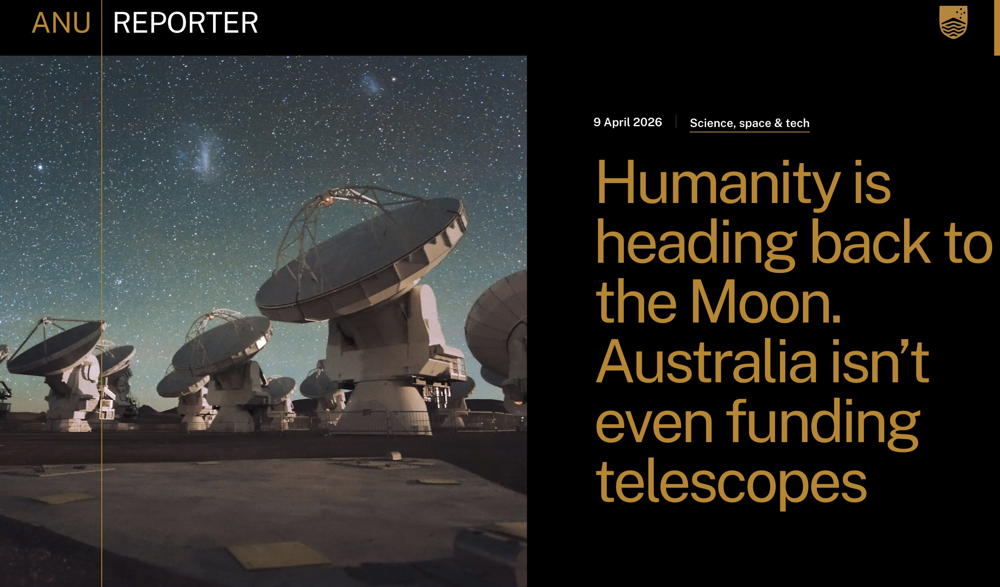 ANU REPORTER
9 April 2026
Science, space & tech
Humanity is
heading back to
the Moon.
Australia isn’t
even funding
telescopes